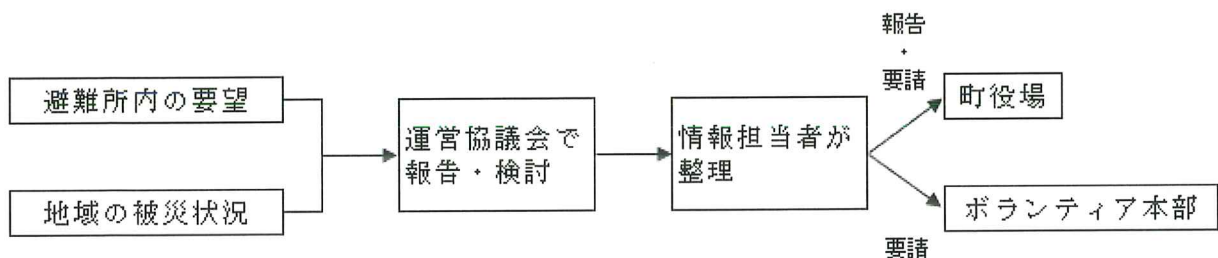 報告
・
要請
避難所内の要望
地域の被災状況
運営協議会で
報告・検討
情報担当者が
整理
町役場
ボランティア本部
要請